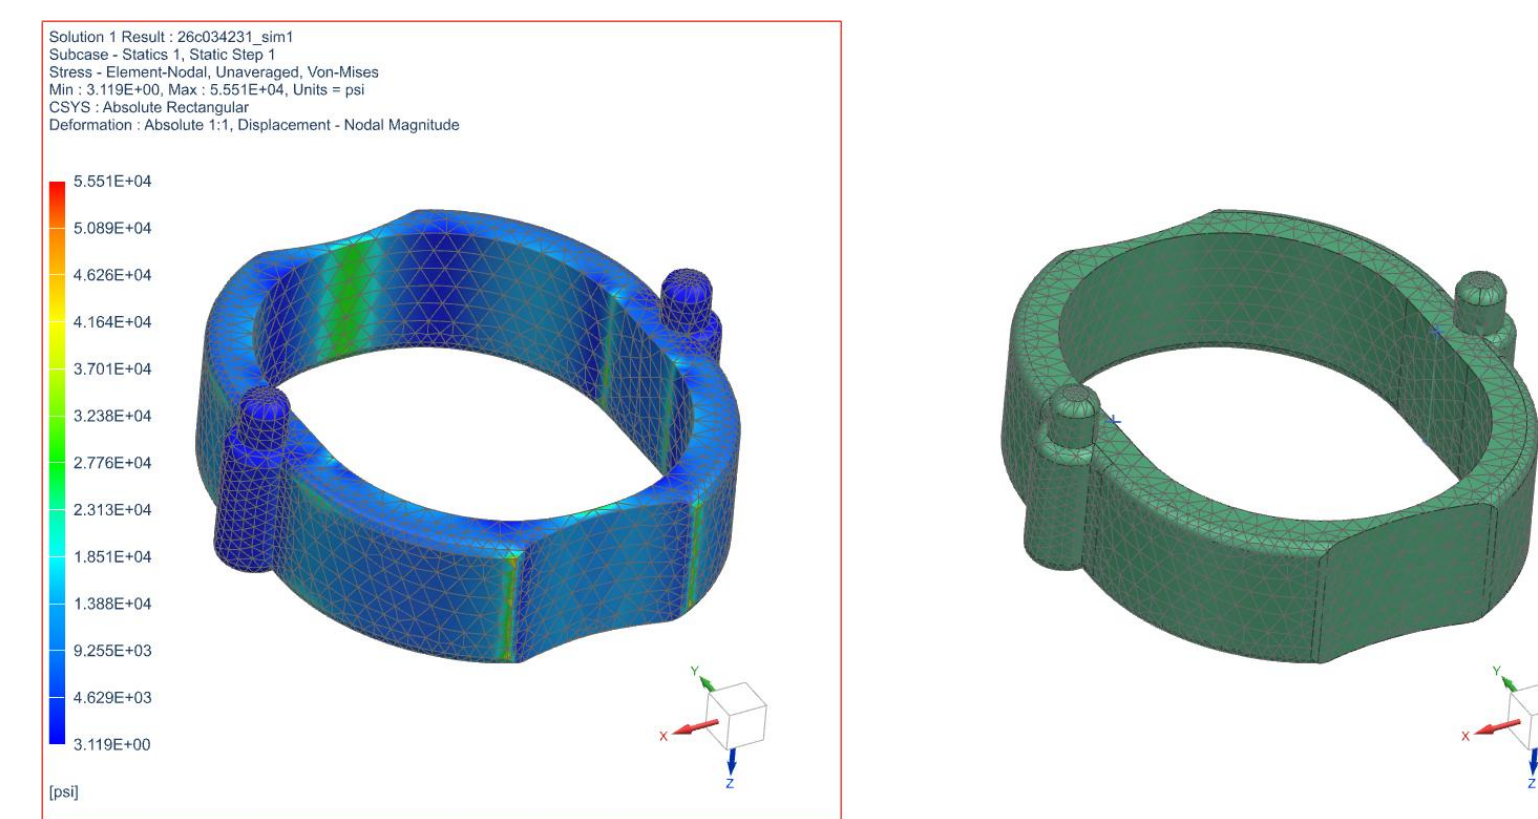 Solution 1 Result : 26c034231_sim1
Subcase - Statics 1, Static Step 1
Stress - Element-Nodal, Unaveraged, Von-Mises
Min : 3.119E+00, Max : 5.551E+04, Units = psi
CSYS : Absolute Rectangular
Deformation : Absolute 1:1, Displacement - Nodal Magnitude
5.551E+04
5.089E+04
4.626E+04
4.164E+04
3.701E+04
3.238E+04
2.776E+04
2.313E+04
1.851E+04
1.388E+04
9.255E+03
4.629E+03
3.119E+00
[psi]
Y
X
Z
Y
X
Z